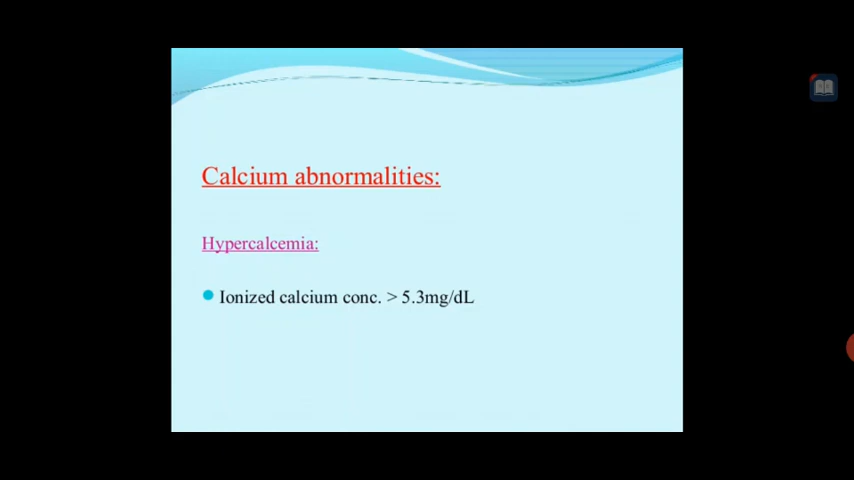 Calcium abnormalities:
Hypercalcemia:
Ionized calcium conc. > 5.3mg/dL